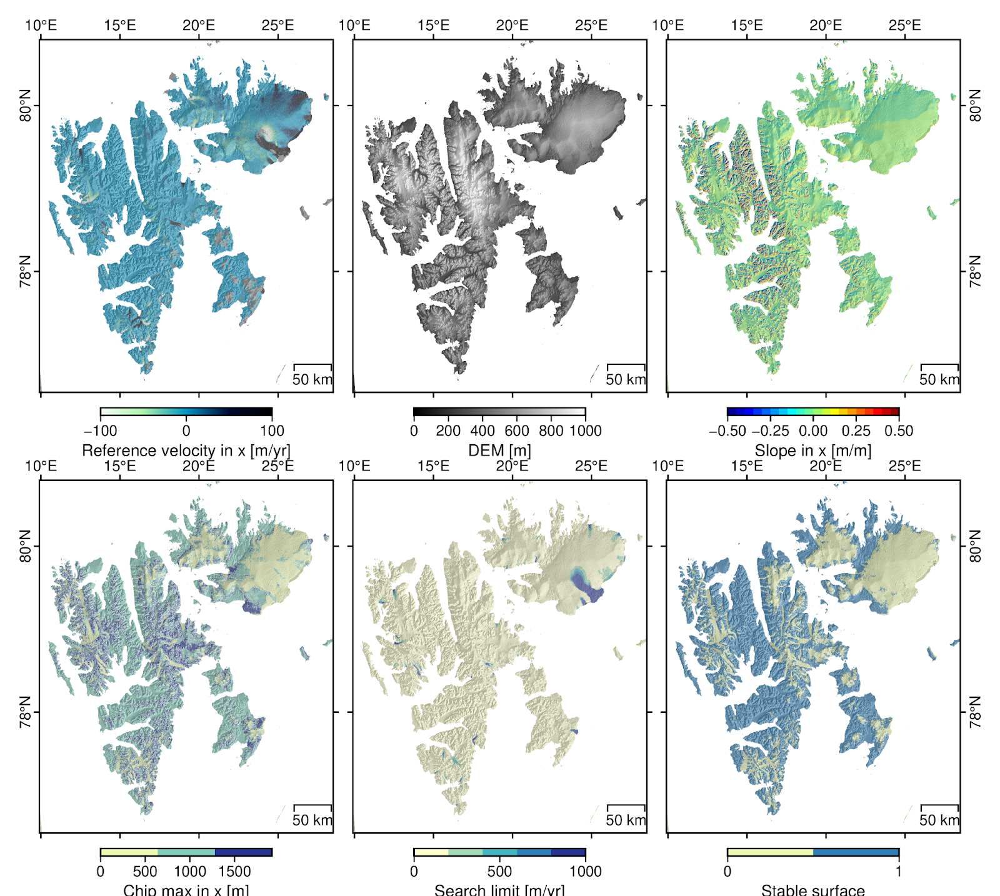 10°E 15°E 20°E 25°E 10°E 15°E 20°E 25°E 10°E 15°E 20°E 25°E
80°N 80°N
78°N 78°N
50 km 50 km 50 km
−100 0 100 0 200 400 600 800 1000 −0.50 −0.25 0.00 0.25 0.50
Reference velocity in x [m/yr] DEM [m] Slope in x [m/m]
10°E 15°E 20°E 25°E 10°E 15°E 20°E 25°E 10°E 15°E 20°E 25°E
80°N 80°N
78°N 78°N
50 km 50 km 50 km
0 500 1000 1500 0 500 1000 0 1
Chip max in x [m] Search limit [m/yr] Stable surface